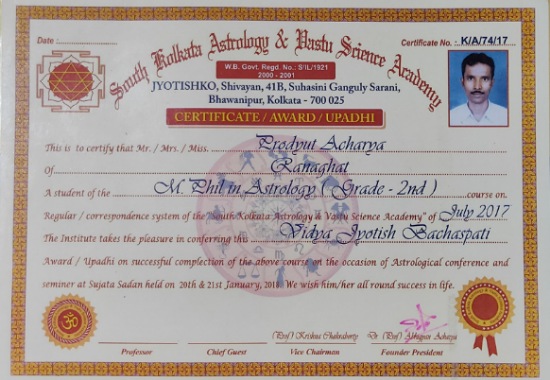 Date :
Certificate No. : K/A/74/17
South Kolkata Astrology & Vastu Science Academy
W.B. Govt. Regd. No.: S/IL/1921
2000 - 2001
JYOTISHKO, Shivayan, 41B, Suhasini Ganguly Sarani,
Bhawanipur, Kolkata - 700 025
CERTIFICATE / AWARD / UPADHI
This is to certify that Mr. / Mrs. / Miss. Prodyut Acharya
Of Ranaghat
A student of the M. Phil in Astrology ( Grade - 2nd ) course on.
Regular / correspondence system of the "South Kolkata Astrology & Vastu Science Academy" of July 2017
The Institute takes the pleasure in conferring this Vidya Jyotish Bachaspati
Award / Upadhi on successful complection of the above course on the occasion of Astrological conference and
seminar at Sujata Sadan held on 20th & 21st January, 2018. We wish him/her all round success in life.
ॐ
(Prof) Krishna Chakraborty Dr (Prof) Acharya
Professor Chief Guest Vice Chairman Founder President